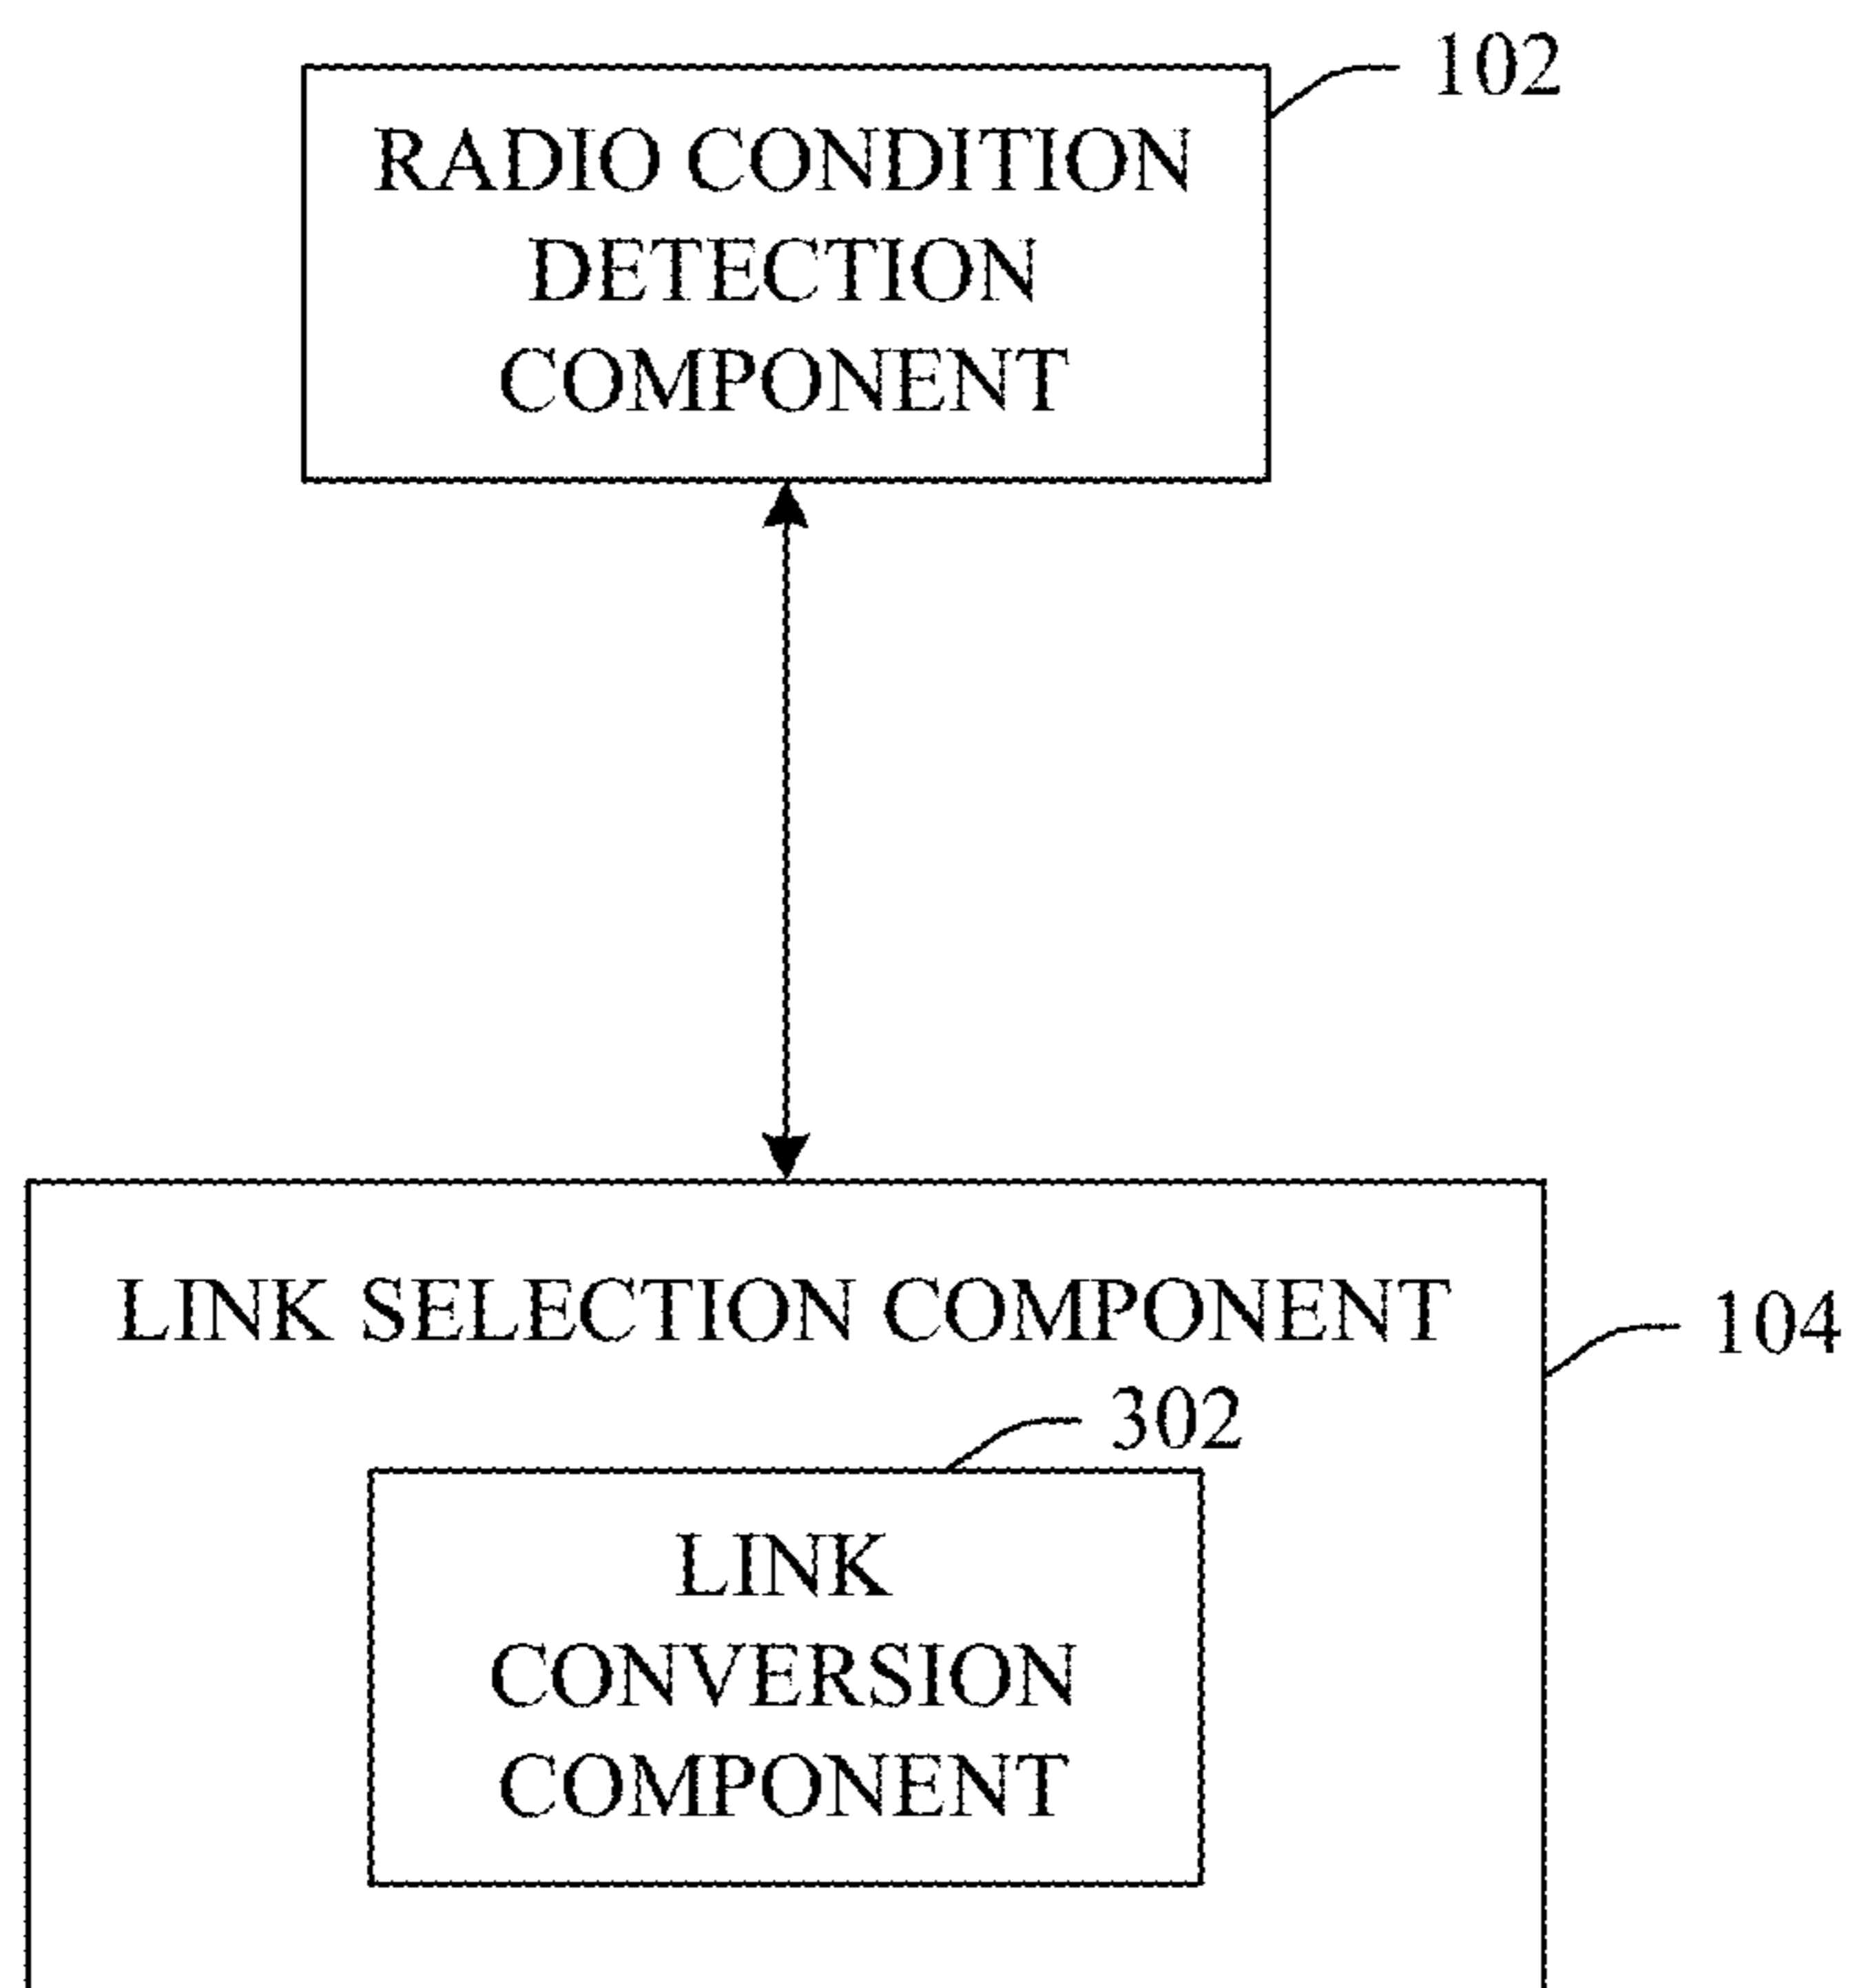 102
RADIO CONDITION
DETECTION
COMPONENT
LINK SELECTION COMPONENT
104
302
LINK
CONVERSION
COMPONENT